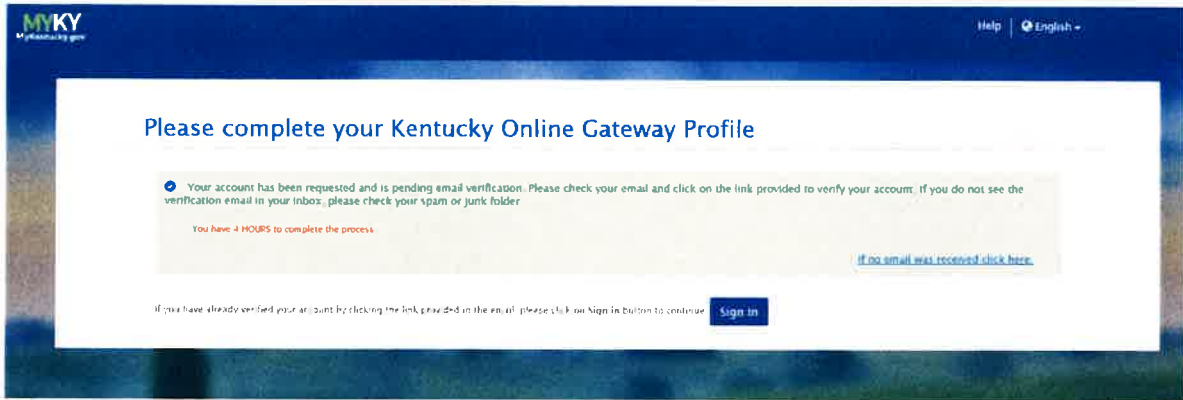 MYKY
MyKentucky.gov
Help | English
Please complete your Kentucky Online Gateway Profile
Your account has been requested and is pending email verification. Please check your email and click on the link provided to verify your account. If you do not see the
verification email in your inbox, please check your spam or junk folder
You have 4 HOURS to complete the process
If no email was received click here.
If you have already verified your account by clicking the link provided in the email, please click on Sign in button to continue Sign In